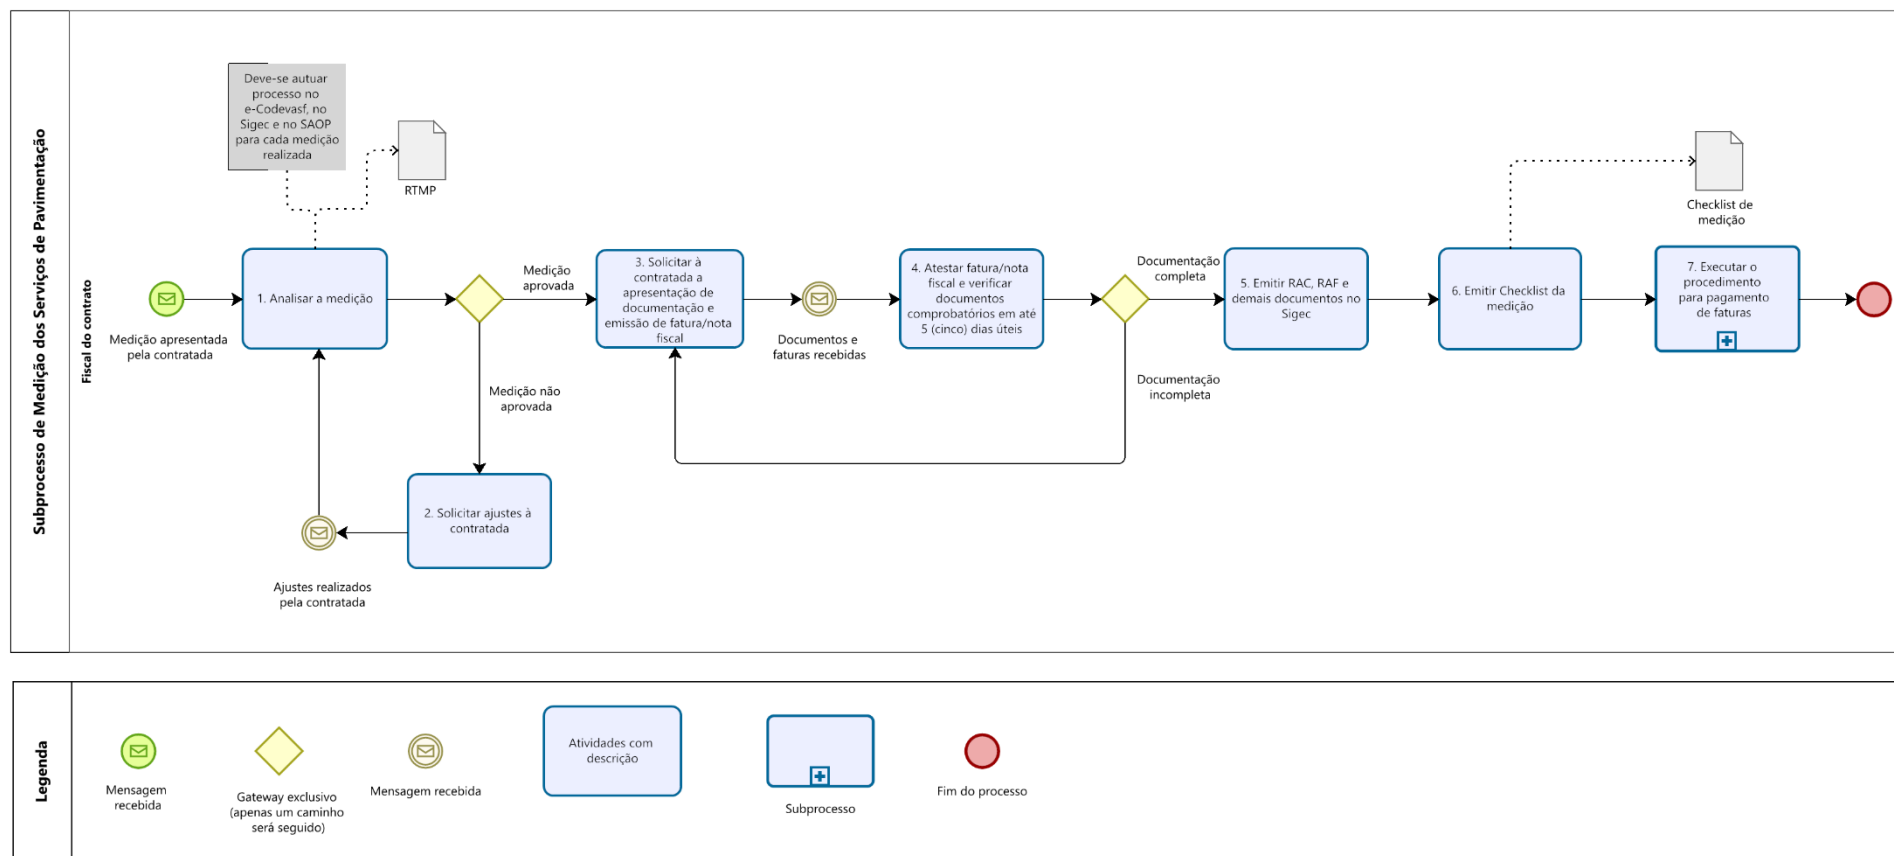 Subprocesso de Medição dos Serviços de Pavimentação
Fiscal do contrato
Deve-se autuar
processo no
e-Codevasf, no
Sigec e no SAOP
para cada medição
realizada
RTMP
Medição apresentada
pela contratada
1. Analisar a medição
Medição
aprovada
Medição não
aprovada
2. Solicitar ajustes à
contratada
Ajustes realizados
pela contratada
3. Solicitar à
contratada a
apresentação de
documentação e
emissão de fatura/nota
fiscal
Documentos e
faturas recebidas
4. Atestar fatura/nota
fiscal e verificar
documentos
comprobatórios em até
5 (cinco) dias úteis
Documentação
completa
Documentação
incompleta
5. Emitir RAC, RAF e
demais documentos no
Sigec
6. Emitir Checklist da
medição
Checklist de
medição
7. Executar o
procedimento
para pagamento
de faturas
Legenda
Mensagem
recebida
Gateway exclusivo
(apenas um caminho
será seguido)
Mensagem recebida
Atividades com
descrição
Subprocesso
Fim do processo